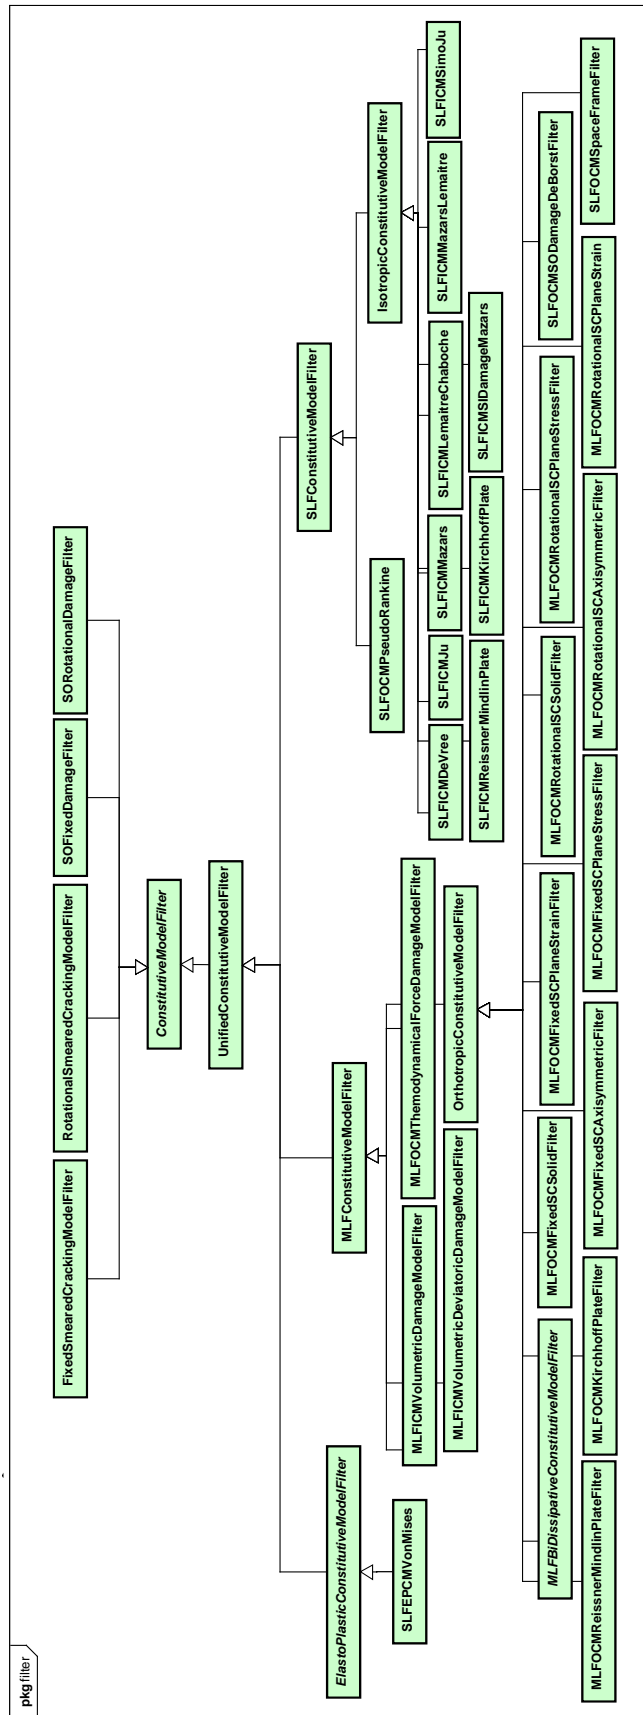 pkg filter
FixedSmearedCrackingModelFilter
RotationalSmearedCrackingModelFilter
SOFixedDamageFilter
SORotationalDamageFilter
ConstitutiveModelFilter
UnifiedConstitutiveModelFilter
ElastoPlasticConstitutiveModelFilter
MLFConstitutiveModelFilter
SLFConstitutiveModelFilter
SLFEPCMVonMises
SLFOCMPseudoRankine
IsotropicConstitutiveModelFilter
MLFICMVolumetricDamageModelFilter
MLFOCMThemodynamicalForceDamageModelFilter
SLFICMDeVree
SLFICMJu
SLFICMMazars
SLFICMLemaitreChaboche
SLFICMMazarsLemaitre
SLFICMSimoJu
MLFICMVolumetricDeviatoricDamageModelFilter
OrthotropicConstitutiveModelFilter
SLFICMReissnerMindlinPlate
SLFICMKirchhoffPlate
SLFICMSIDamageMazars
MLFBiDissipativeConstitutiveModelFilter
MLFOCMFixedSCSolidFilter
MLFOCMFixedSCPlaneStrainFilter
MLFOCMRotationalSCSolidFilter
MLFOCMRotationalSCPlaneStressFilter
SLFOCMSODamageDeBorstFilter
MLFOCMReissnerMindlinPlateFilter
MLFOCMKirchhoffPlateFilter
MLFOCMFixedSCAxisymmetricFilter
MLFOCMFixedSCPlaneStressFilter
MLFOCMRotationalSCAxisymmetricFilter
MLFOCMRotationalSCPlaneStrain
SLFOCMSpaceFrameFilter